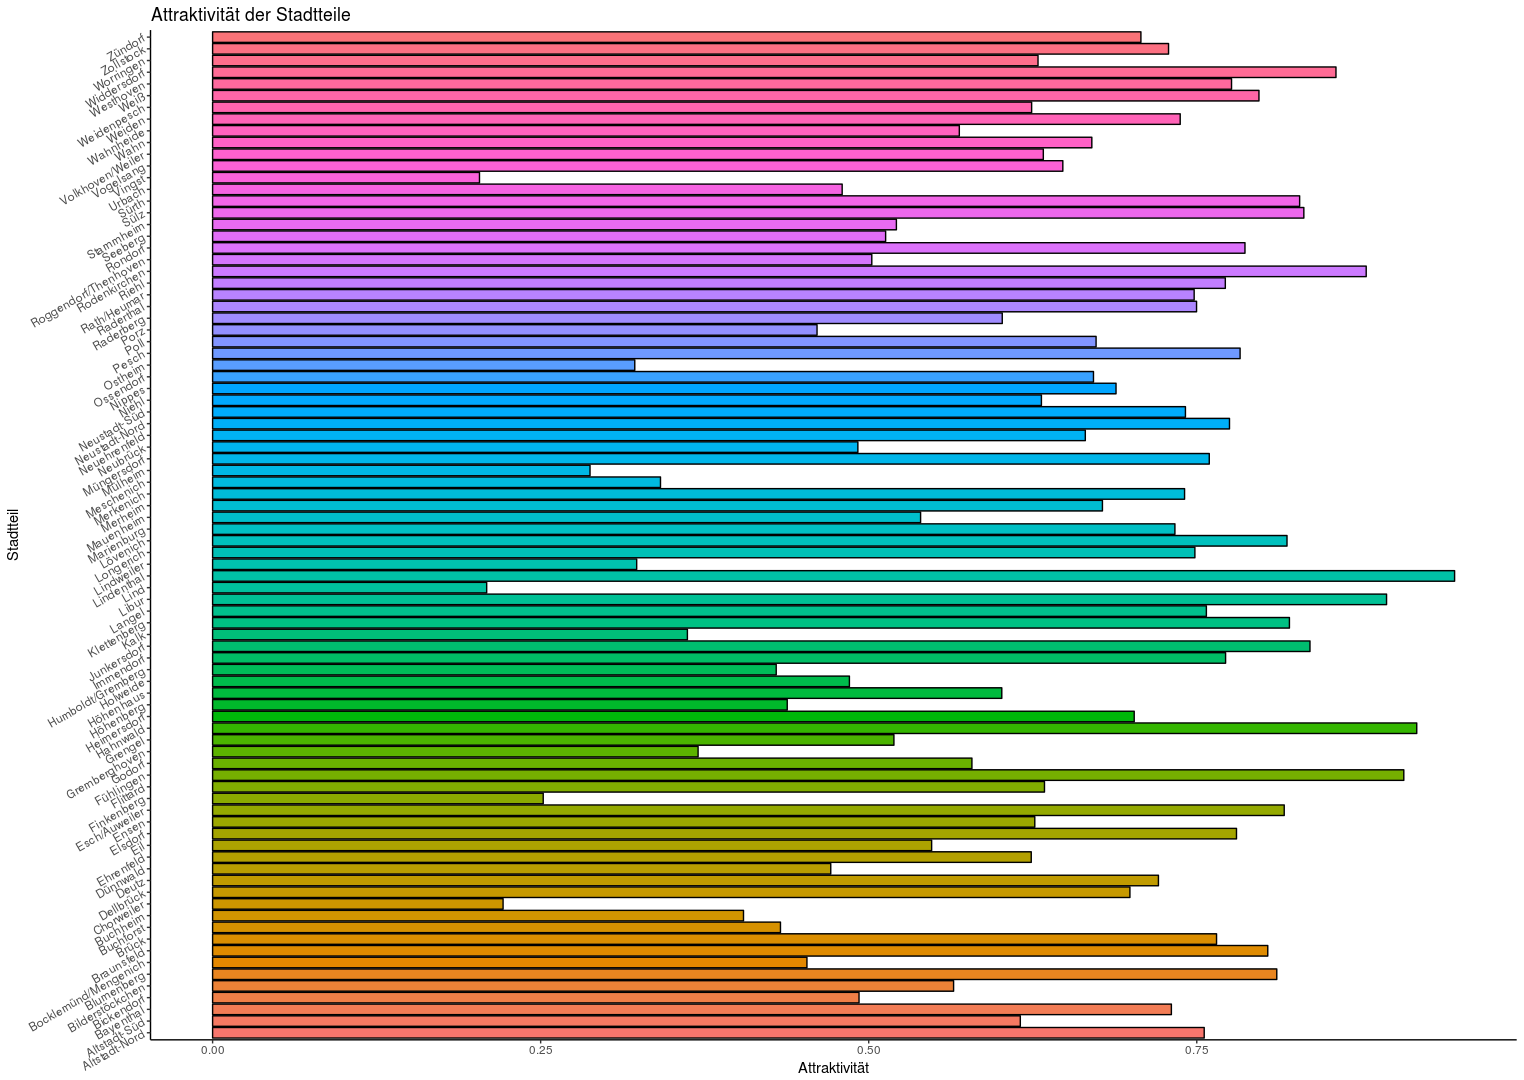 Attraktivität der Stadtteile
Zündorf
Zollstock
Worringen
Widdersdorf
Westhoven
Weiß
Weidenpesch
Weiden
Wahnheide
Wahn
Volkhoven/Weiler
Vogelsang
Vingst
Urbach
Sürth
Sülz
Stammheim
Seeberg
Rondorf
Roggendorf/Thenhoven
Rodenkirchen
Riehl
Rath/Heumar
Raderthal
Raderberg
Porz
Poll
Pesch
Ostheim
Ossendorf
Nippes
Niehl
Neustadt-Süd
Neustadt-Nord
Neuehrenfeld
Neubrück
Müngersdorf
Mülheim
Meschenich
Merkenich
Merheim
Mauenheim
Marienburg
Lövenich
Longerich
Lindweiler
Lindenthal
Lind
Libur
Langel
Klettenberg
Kalk
Junkersdorf
Immendorf
Humboldt/Gremberg
Holweide
Höhenhaus
Höhenberg
Heimersdorf
Hahnwald
Grengel
Gremberghoven
Godorf
Fühlingen
Flittard
Finkenberg
Esch/Auweiler
Ensen
Elsdorf
Eil
Ehrenfeld
Dünnwald
Deutz
Dellbrück
Chorweiler
Buchheim
Buchforst
Brück
Braunsfeld
Bocklemünd/Mengenich
Blumenberg
Bilderstöckchen
Bickendorf
Bayenthal
Altstadt-Süd
Altstadt-Nord
Stadtteil
0.00
0.25
0.50
0.75
Attraktivität